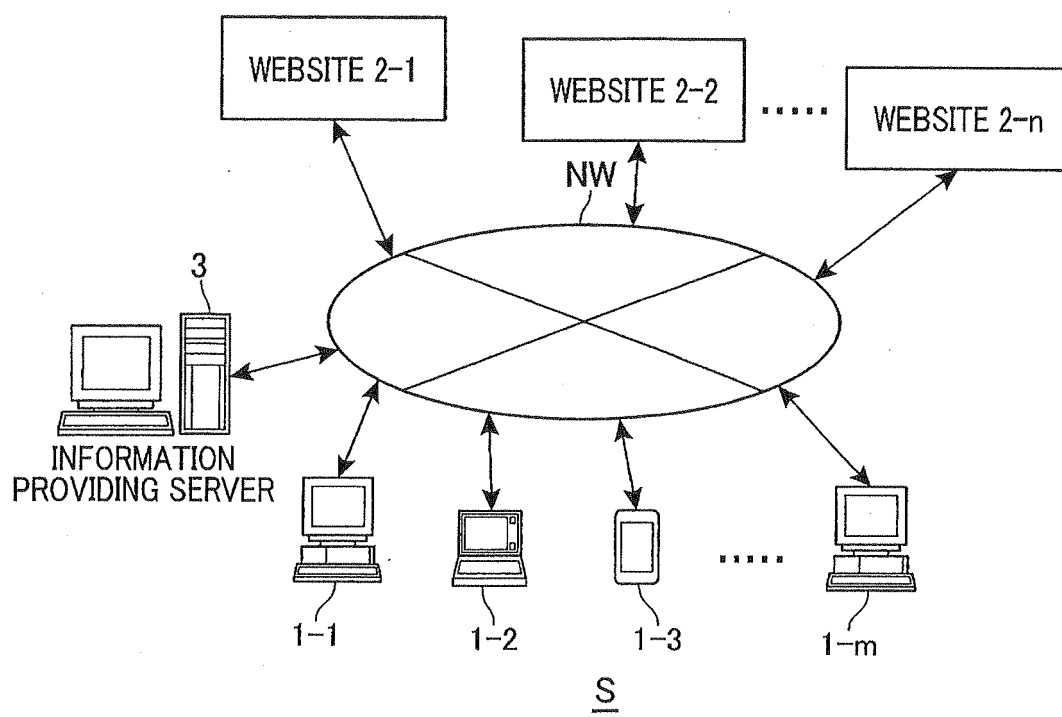 WEBSITE 2-1
WEBSITE 2-2
WEBSITE 2-n
NW
3
INFORMATION
PROVIDING SERVER
1-1
1-2
1-3
1-m
S